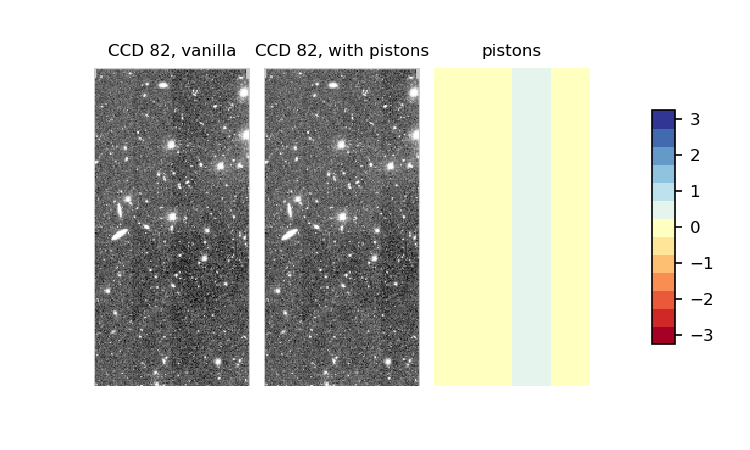 CCD 82, vanilla
CCD 82, with pistons
pistons
3
2
1
0
−1
−2
−3